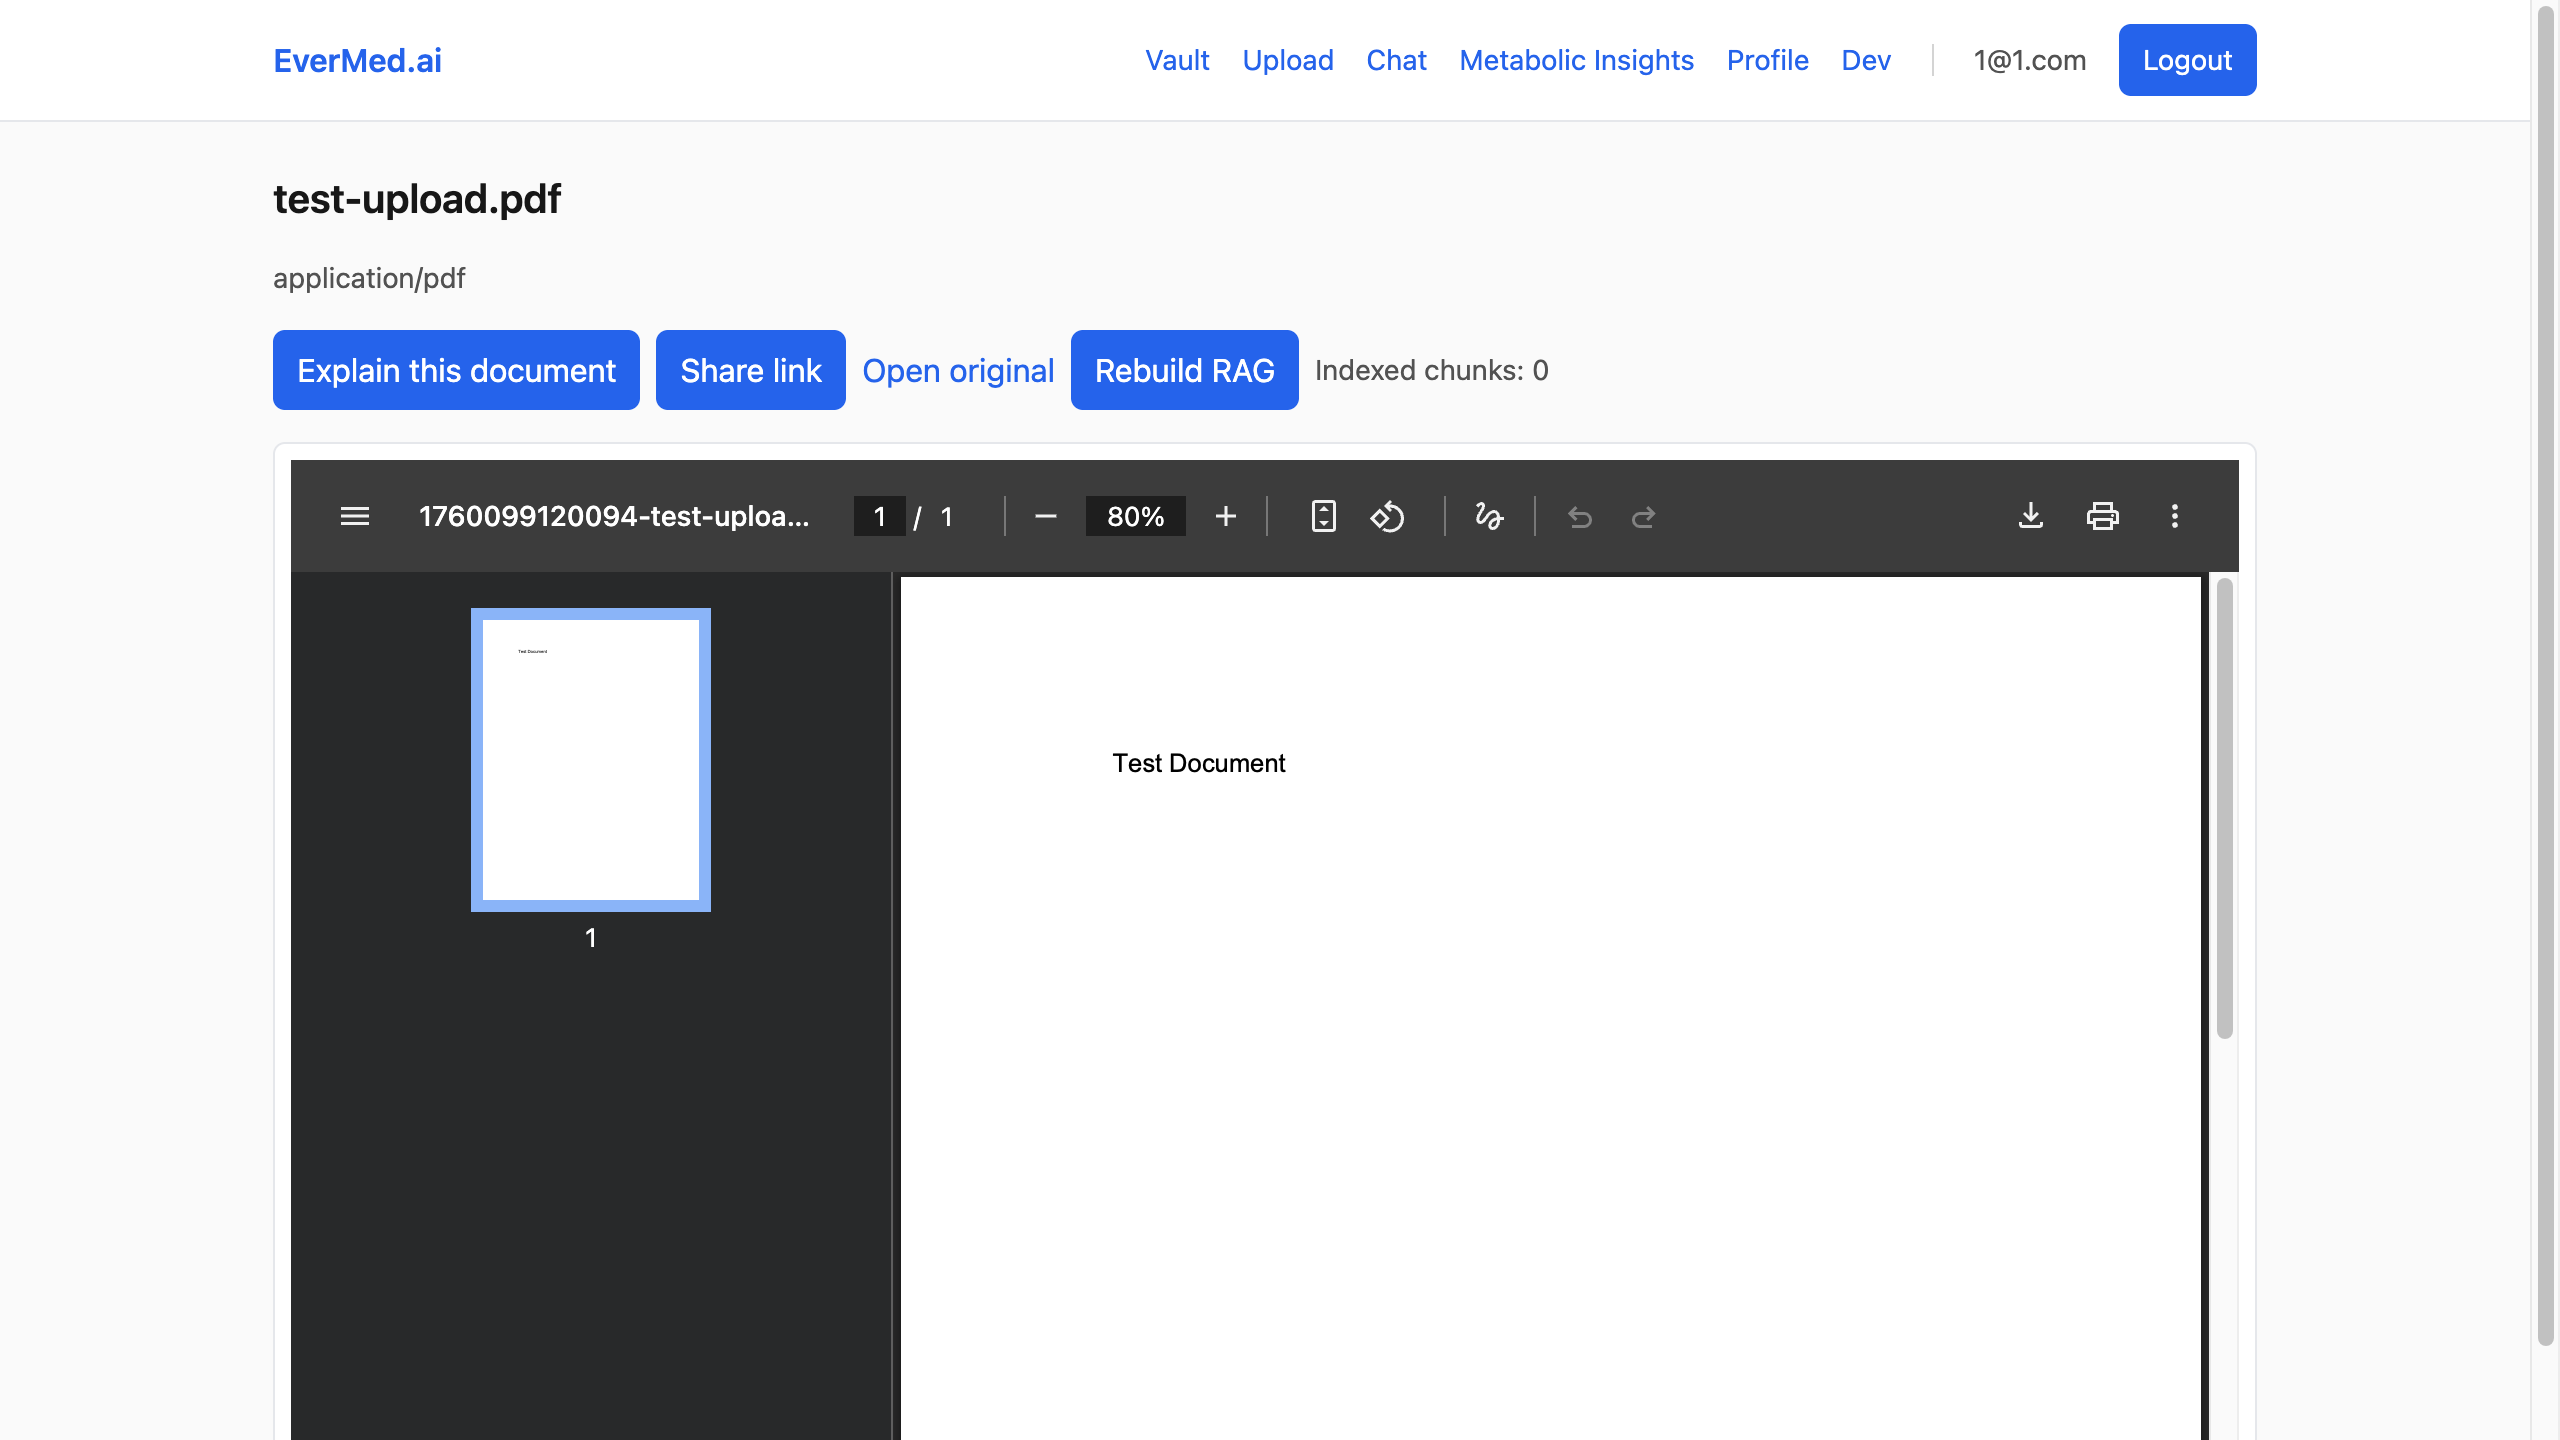 EverMed.ai
Vault Upload Chat Metabolic Insights Profile Dev 1@1.com Logout
test-upload.pdf
application/pdf
Explain this document Share link Open original Rebuild RAG Indexed chunks: 0
1760099120094-test-uploa... 1 / 1 80%
Test Document
1
Test Document